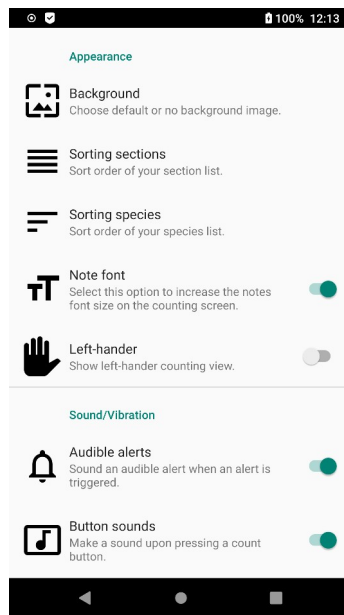 100% 12:13
Appearance
Background
Choose default or no background image.
Sorting sections
Sort order of your section list.
Sorting species
Sort order of your species list.
Note font
Select this option to increase the notes
font size on the counting screen.
Left-hander
Show left-hander counting view.
Sound/Vibration
Audible alerts
Sound an audible alert when an alert is
triggered.
Button sounds
Make a sound upon pressing a count
button.